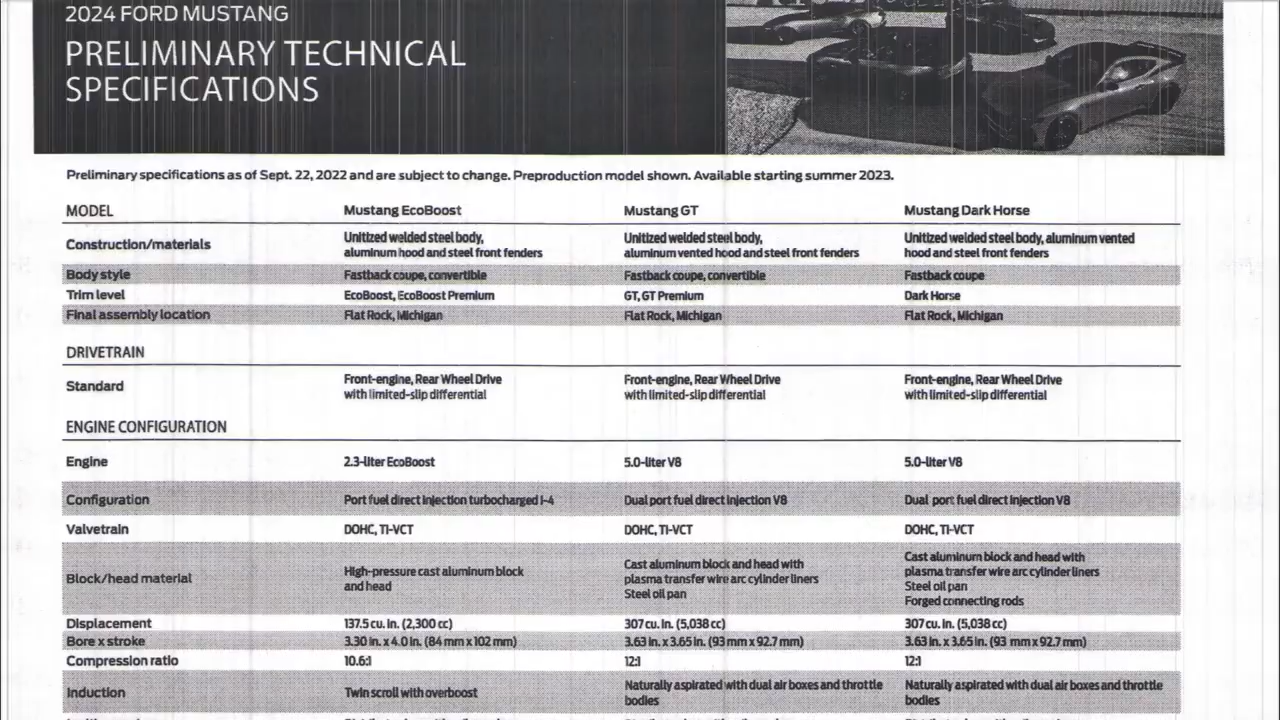 2024 FORD MUSTANG
PRELIMINARY TECHNICAL
SPECIFICATIONS
Preliminary specifications as of Sept. 22, 2022 and are subject to change. Preproduction model shown. Available starting summer 2023.
MODEL Mustang EcoBoost Mustang GT Mustang Dark Horse
Construction/materials Unitized welded steel body, aluminum hood and steel front fenders Unitized welded steel body, aluminum vented hood and steel front fenders Unitized welded steel body, aluminum vented hood and steel front fenders
Body style Fastback coupe, convertible Fastback coupe, convertible Fastback coupe
Trim level EcoBoost, EcoBoost Premium GT, GT Premium Dark Horse
Final assembly location Flat Rock, Michigan Flat Rock, Michigan Flat Rock, Michigan
DRIVETRAIN
Standard Front-engine, Rear Wheel Drive with limited-slip differential Front-engine, Rear Wheel Drive with limited-slip differential Front-engine, Rear Wheel Drive with limited-slip differential
ENGINE CONFIGURATION
Engine 2.3-liter EcoBoost 5.0-liter V8 5.0-liter V8
Configuration Port fuel direct injection turbocharged I-4 Dual port fuel direct injection V8 Dual port fuel direct injection V8
Valvetrain DOHC, Ti-VCT DOHC, Ti-VCT DOHC, Ti-VCT
Block/head material High-pressure cast aluminum block and head Cast aluminum block and head with plasma transfer wire arc cylinder liners Steel oil pan Cast aluminum block and head with plasma transfer wire arc cylinder liners Steel oil pan Forged connecting rods
Displacement 137.5 cu. in. (2,300 cc) 307 cu. in. (5,038 cc) 307 cu. in. (5,038 cc)
Bore x stroke 3.30 in. x 4.0 in. (84 mm x 102 mm) 3.63 in. x 3.65 in. (93 mm x 92.7 mm) 3.63 in. x 3.65 in. (93 mm x 92.7 mm)
Compression ratio 10.6:1 12:1 12:1
Induction Twin scroll with overboost Naturally aspirated with dual air boxes and throttle bodies Naturally aspirated with dual air boxes and throttle bodies